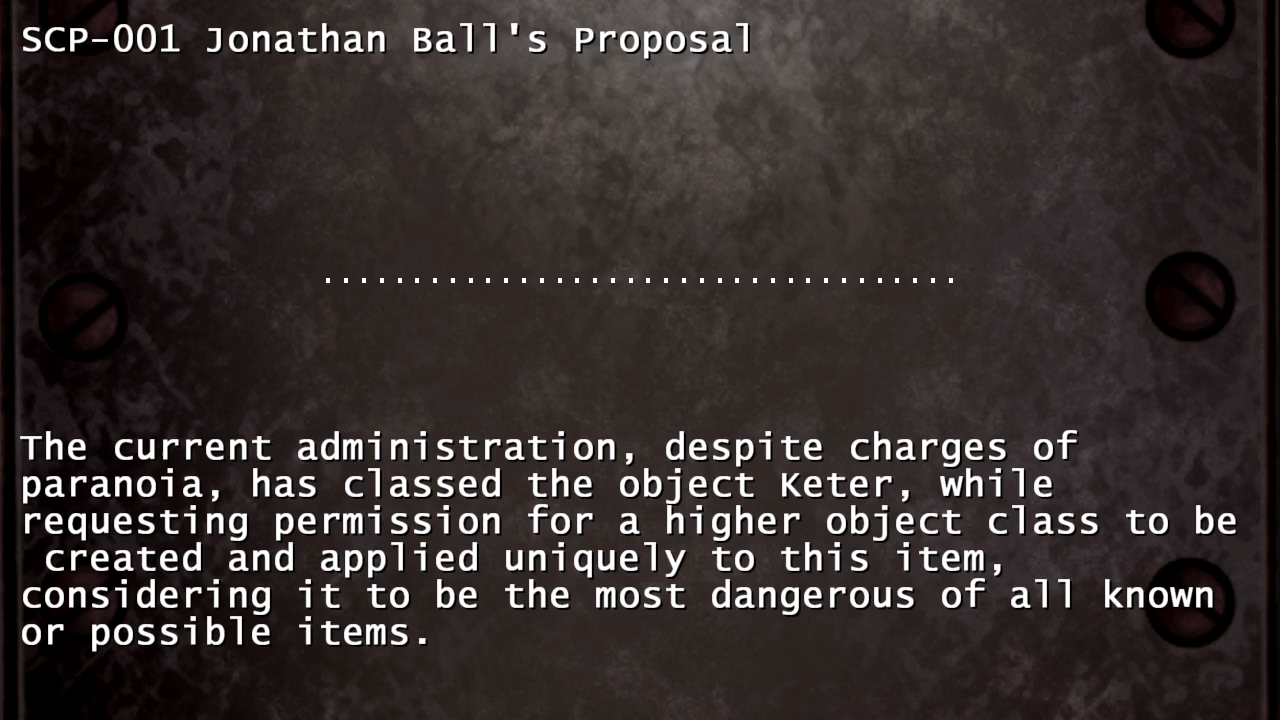 SCP-001 Jonathan Ball's Proposal
...................................
The current administration, despite charges of
paranoia, has classed the object Keter, while
requesting permission for a higher object class to be
created and applied uniquely to this item,
considering it to be the most dangerous of all known
or possible items.